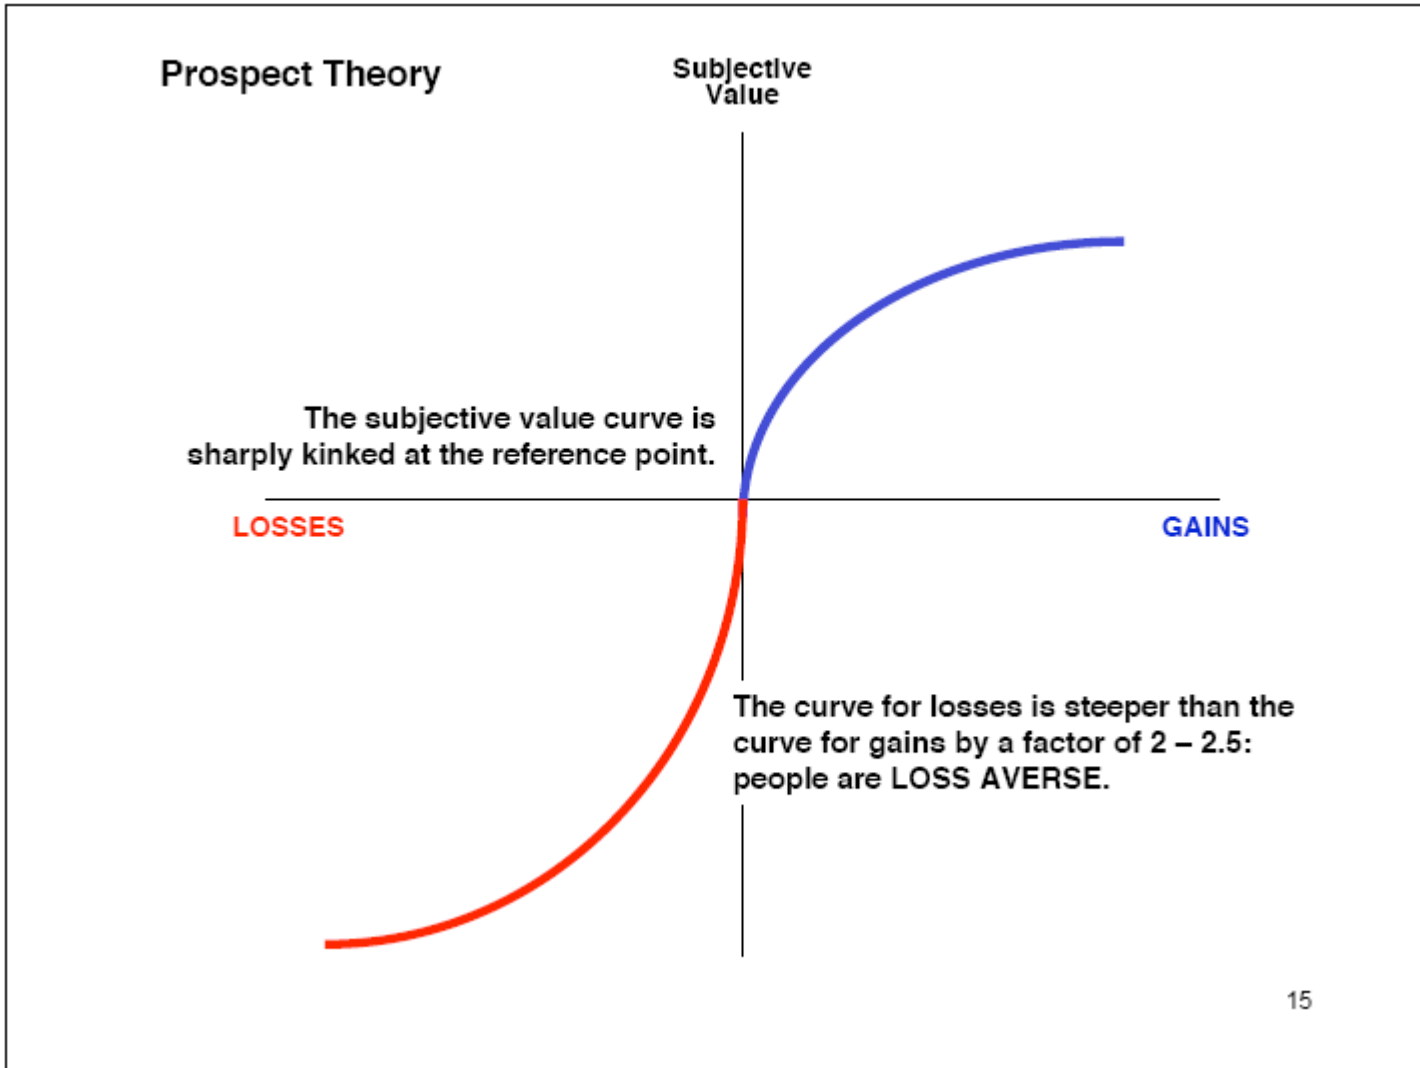 Prospect Theory
Subjective
Value
The subjective value curve is
sharply kinked at the reference point.
LOSSES
GAINS
The curve for losses is steeper than the
curve for gains by a factor of 2 – 2.5:
people are LOSS AVERSE.
15